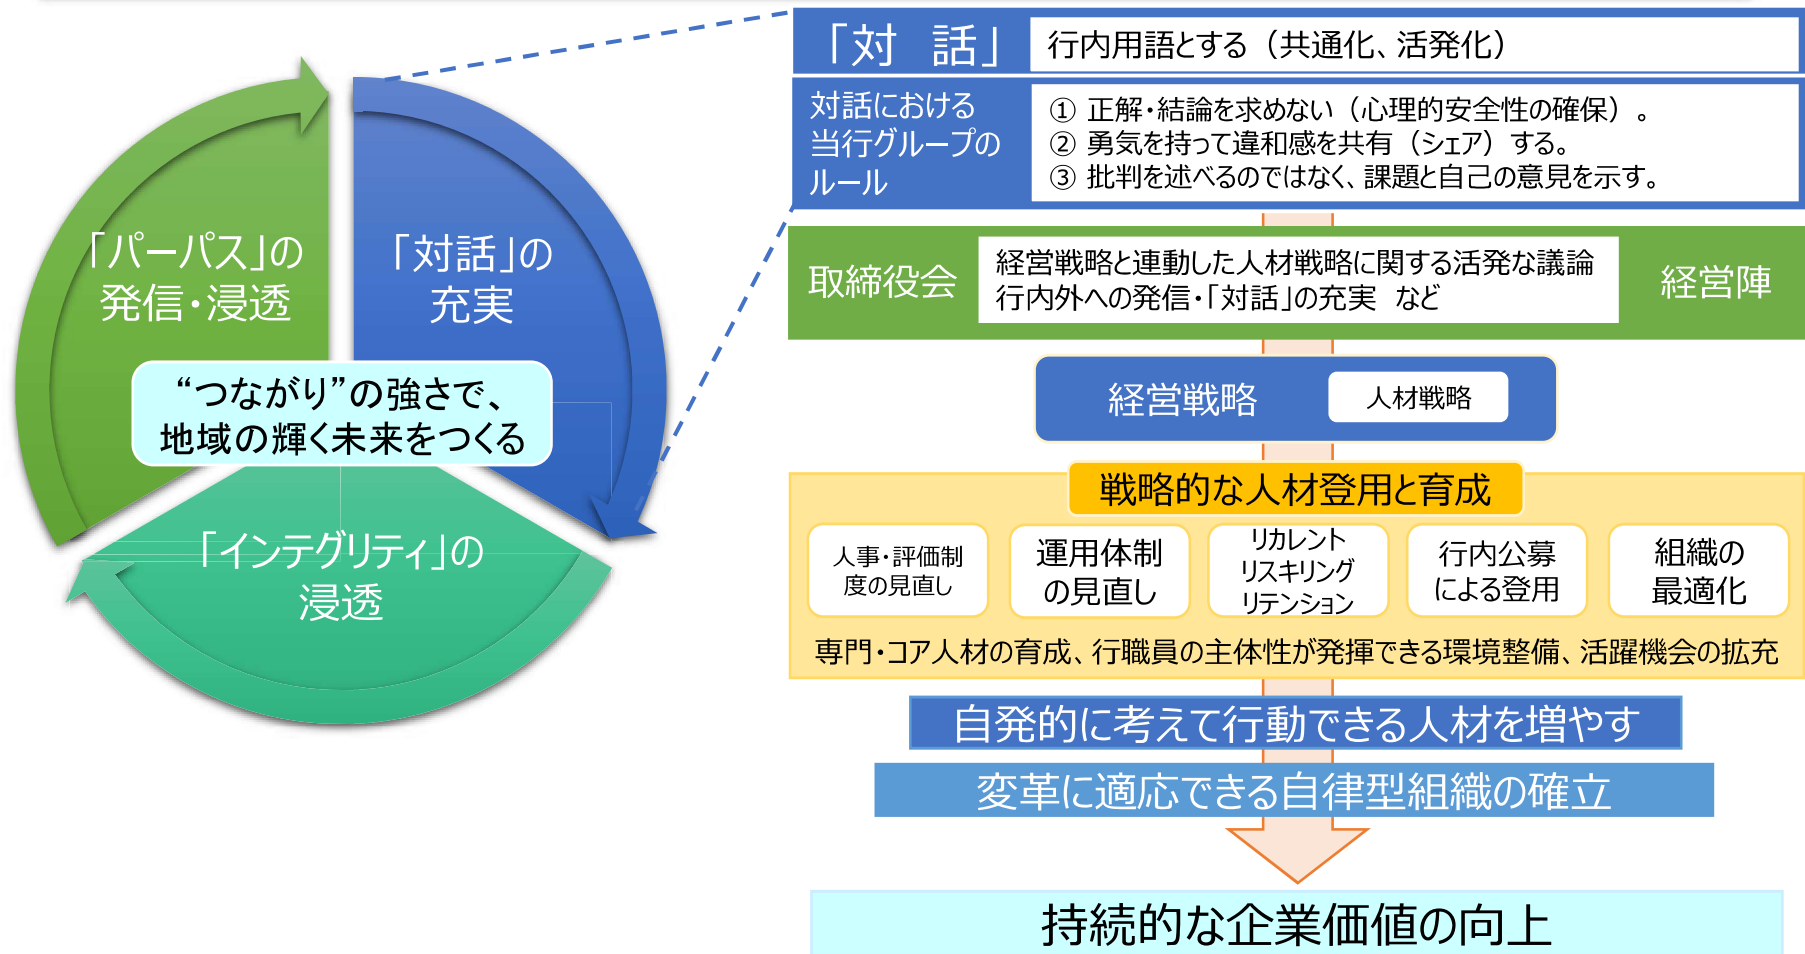 「パーパス」の
発信・浸透
「対話」の
充実
“つながり”の強さで、
地域の輝く未来をつくる
「インテグリティ」の
浸透
「対　話」
行内用語とする（共通化、活発化）
対話における
当行グループの
ルール
① 正解・結論を求めない（心理的安全性の確保）。
② 勇気を持って違和感を共有（シェア）する。
③ 批判を述べるのではなく、課題と自己の意見を示す。
取締役会
経営戦略と連動した人材戦略に関する活発な議論
行内外への発信・「対話」の充実　など
経営陣
経営戦略
人材戦略
戦略的な人材登用と育成
人事・評価制
度の見直し
運用体制
の見直し
リカレント
リスキリング
リテンション
行内公募
による登用
組織の
最適化
専門・コア人材の育成、行職員の主体性が発揮できる環境整備、活躍機会の拡充
自発的に考えて行動できる人材を増やす
変革に適応できる自律型組織の確立
持続的な企業価値の向上